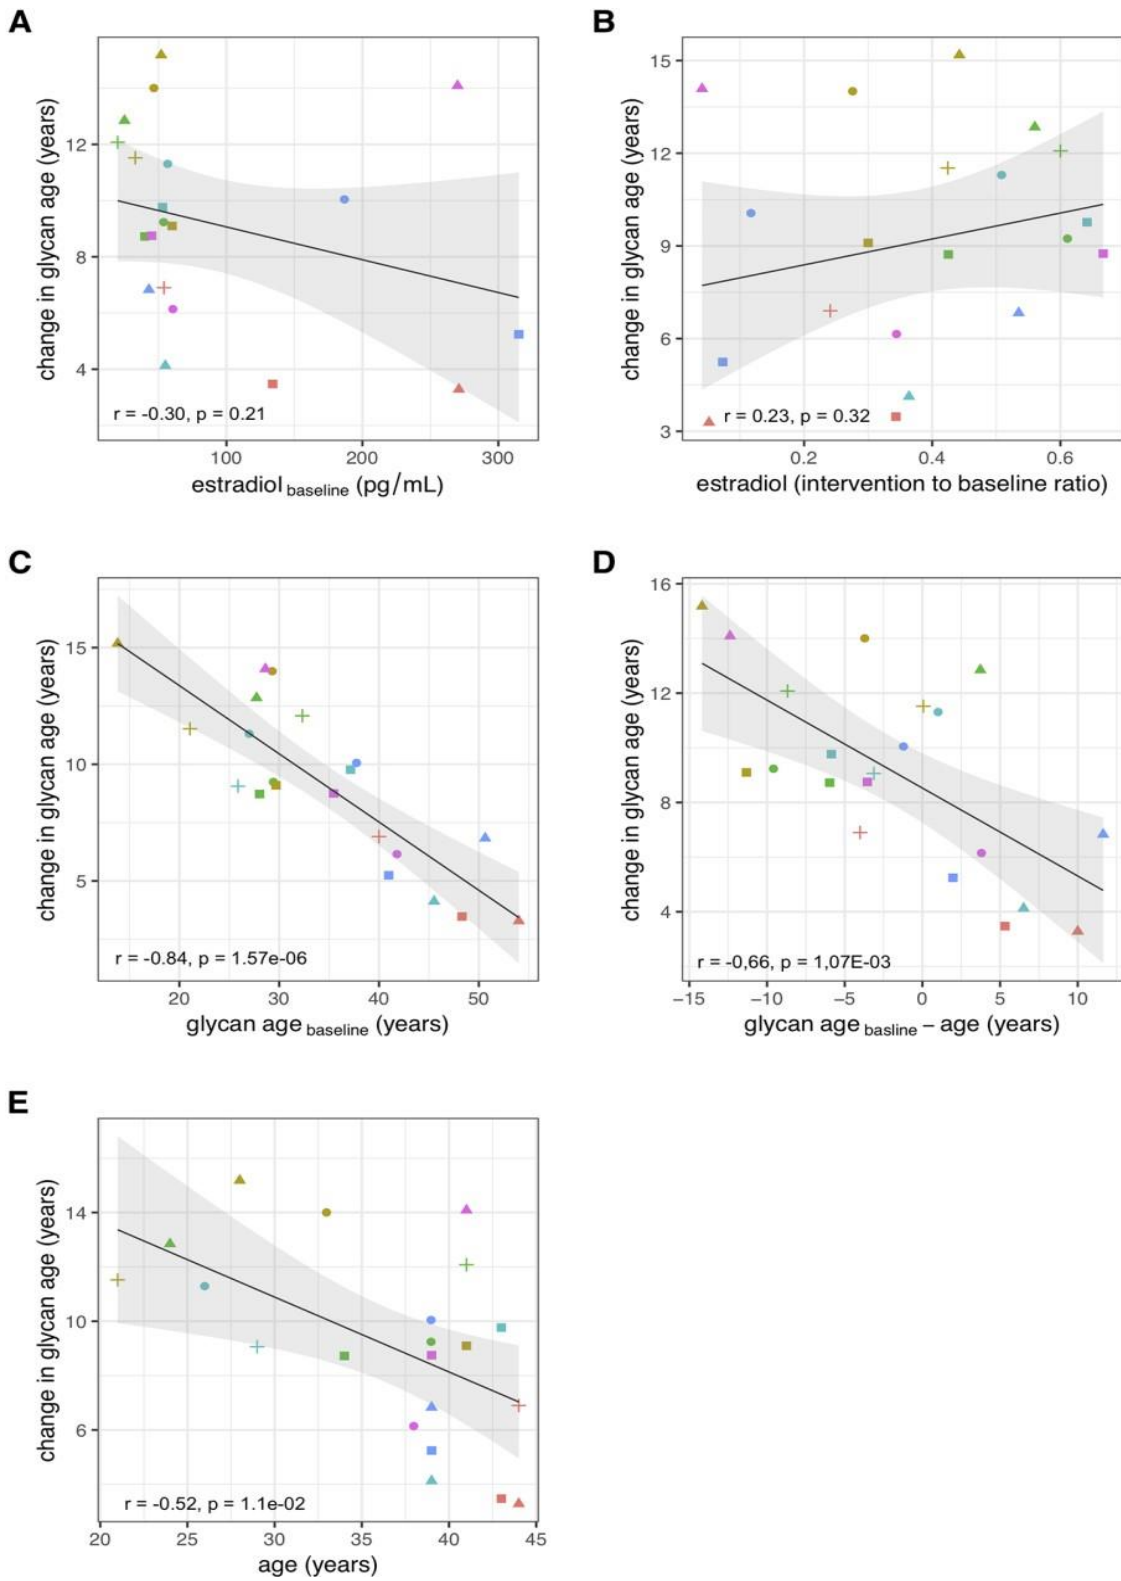 A
change in glycan age (years)
12
8
4
r = -0.30, p = 0.21
100 200 300
estradiol baseline (pg/mL)
B
change in glycan age (years)
15
12
9
6
3
r = 0.23, p = 0.32
0.2 0.4 0.6
estradiol (intervention to baseline ratio)
C
change in glycan age (years)
15
10
5
r = -0.84, p = 1.57e-06
20 30 40 50
glycan age baseline (years)
D
change in glycan age (years)
16
12
8
4
r = -0,66, p = 1,07E-03
−15 −10 −5 0 5 10
glycan age basline − age (years)
E
change in glycan age (years)
14
10
6
r = -0.52, p = 1.1e-02
20 25 30 35 40 45
age (years)